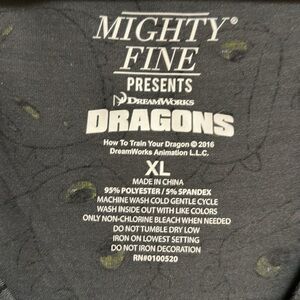 MIGHTY®
FINE
PRESENTS
DREAMWORKS
DRAGONS
How To Train Your Dragon © 2016
DreamWorks Animation L.L.C.
XL
MADE IN CHINA
95% POLYESTER / 5% SPANDEX
MACHINE WASH COLD GENTLE CYCLE
WASH INSIDE OUT WITH LIKE COLORS
ONLY NON-CHLORINE BLEACH WHEN NEEDED
DO NOT TUMBLE DRY LOW
IRON ON LOWEST SETTING
DO NOT IRON DECORATION
RN#0100520